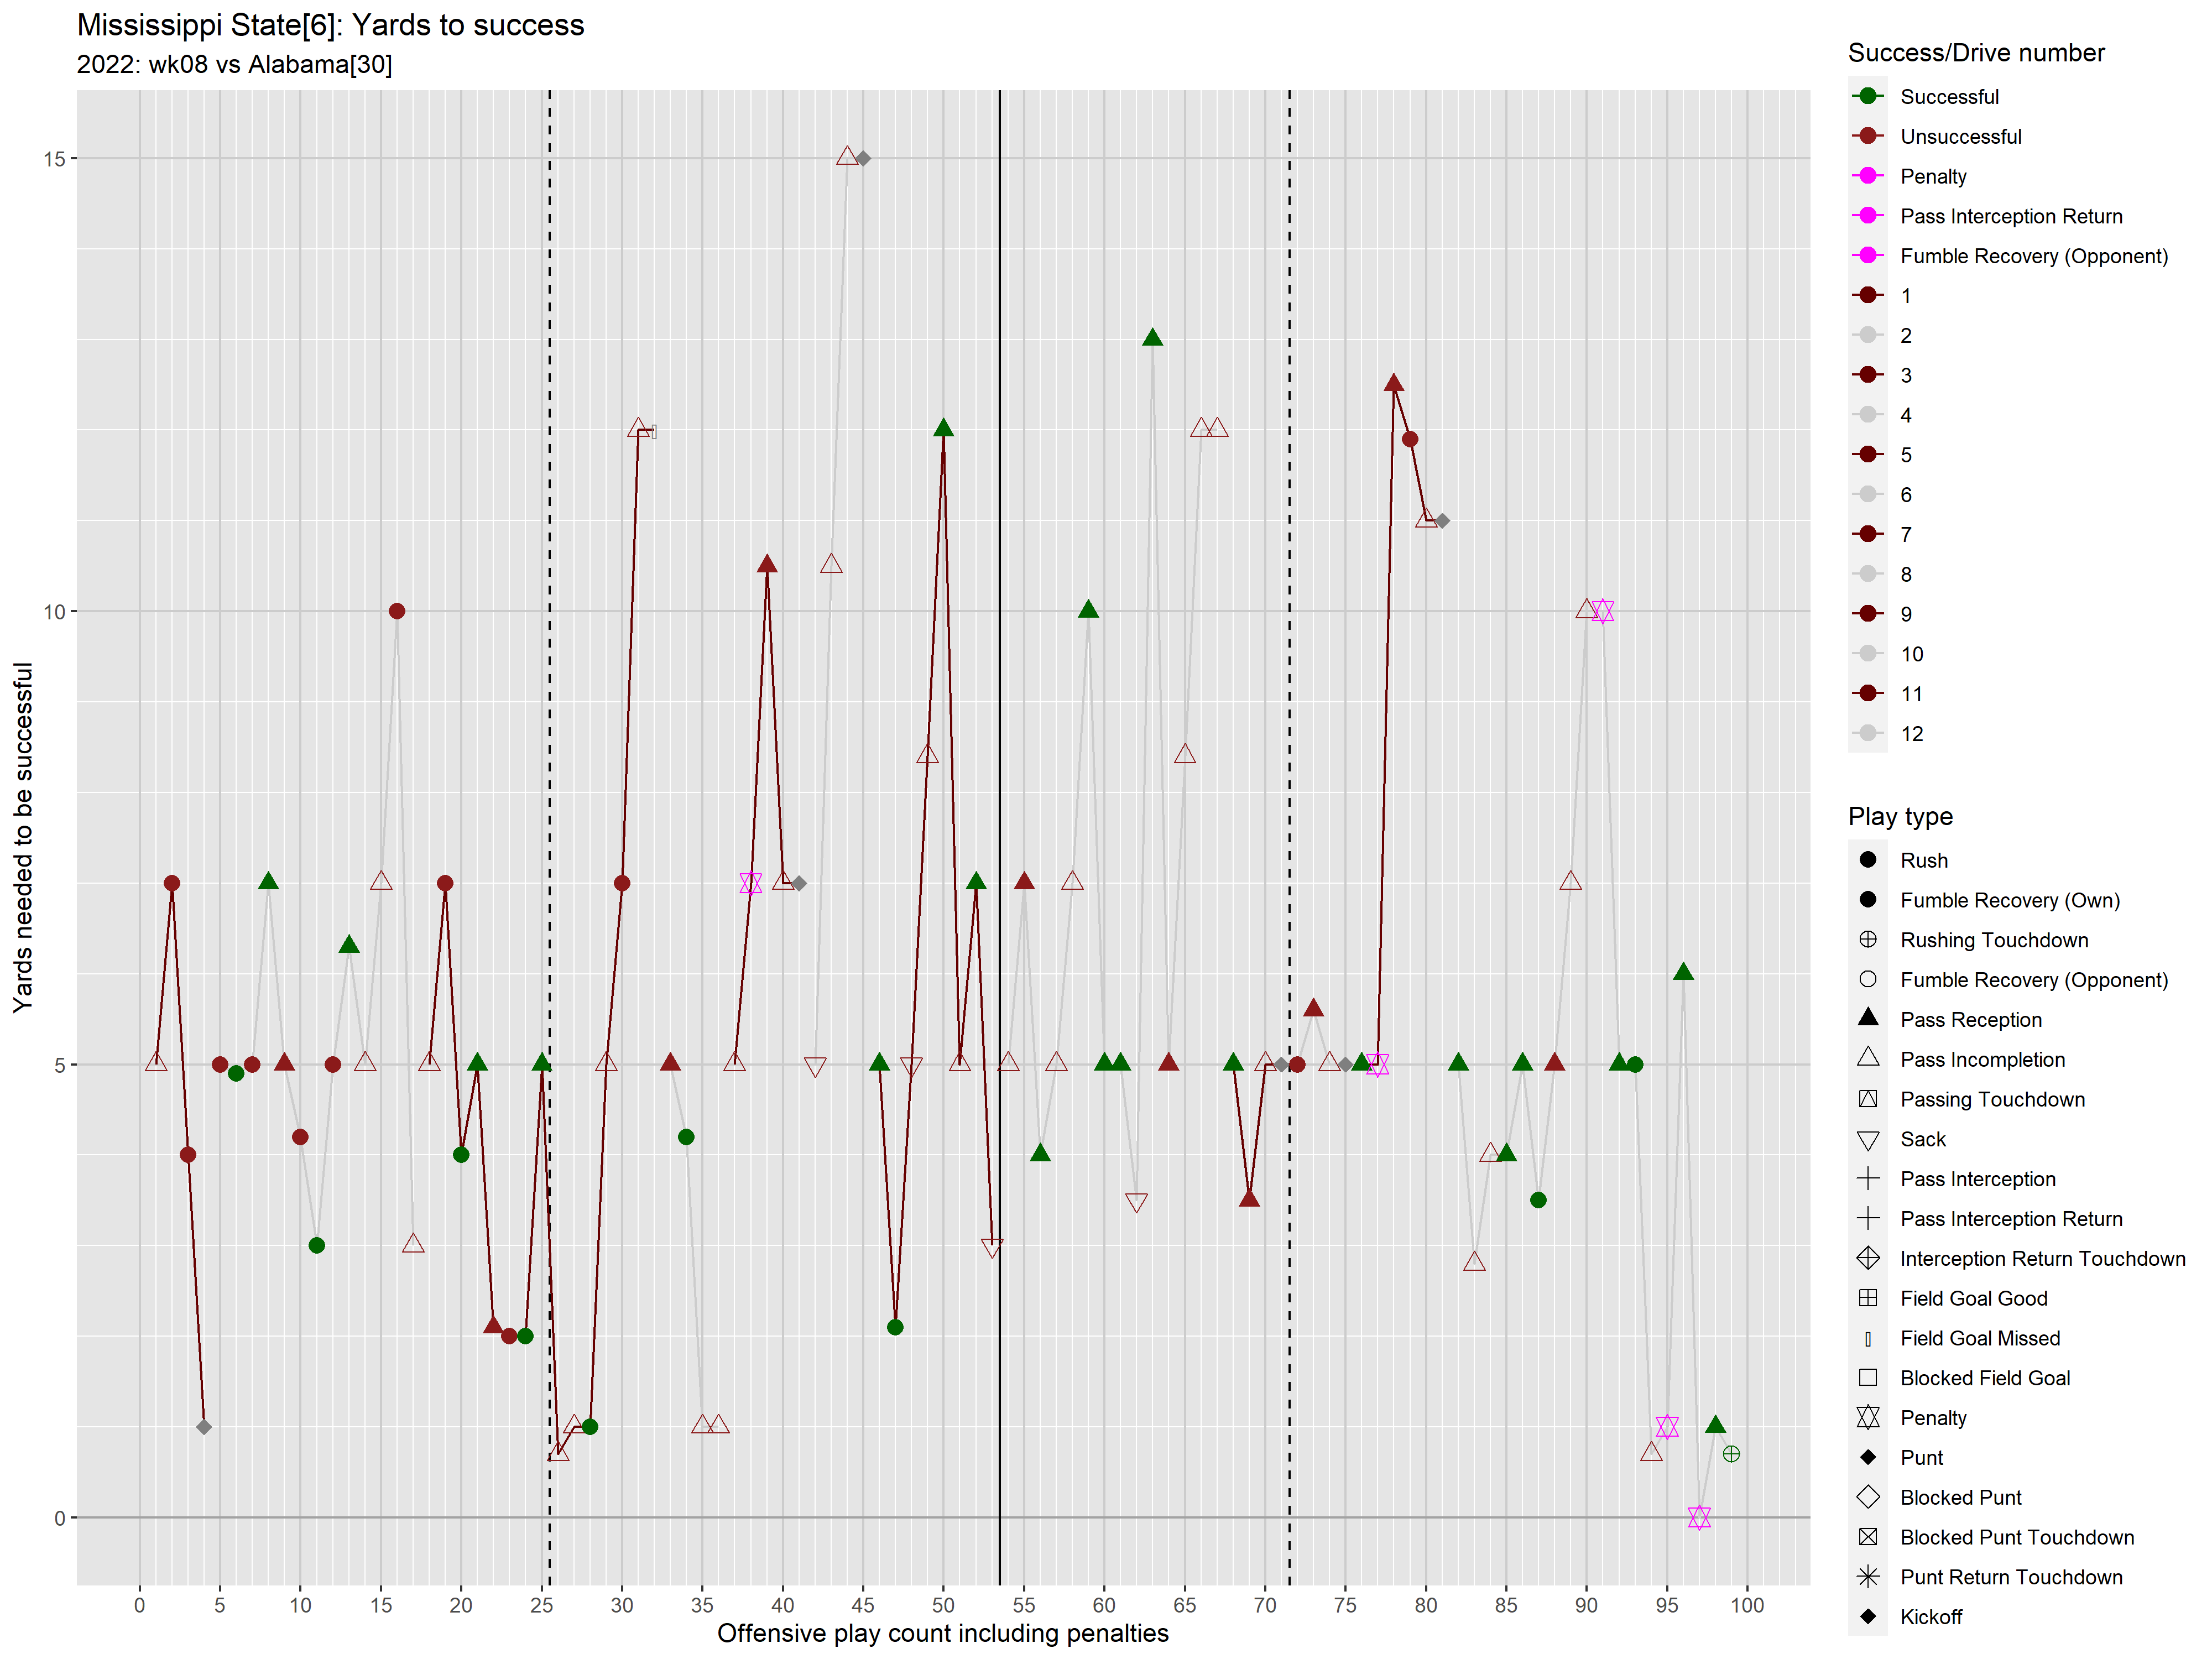 Mississippi State[6]: Yards to success
2022: wk08 vs Alabama[30]
Yards needed to be successful
15
10
5
0
0 5 10 15 20 25 30 35 40 45 50 55 60 65 70 75 80 85 90 95 100
Offensive play count including penalties
Success/Drive number
Successful
Unsuccessful
Penalty
Pass Interception Return
Fumble Recovery (Opponent)
1
2
3
4
5
6
7
8
9
10
11
12
Play type
Rush
Fumble Recovery (Own)
Rushing Touchdown
Fumble Recovery (Opponent)
Pass Reception
Pass Incompletion
Passing Touchdown
Sack
Pass Interception
Pass Interception Return
Interception Return Touchdown
Field Goal Good
Field Goal Missed
Blocked Field Goal
Penalty
Punt
Blocked Punt
Blocked Punt Touchdown
Punt Return Touchdown
Kickoff